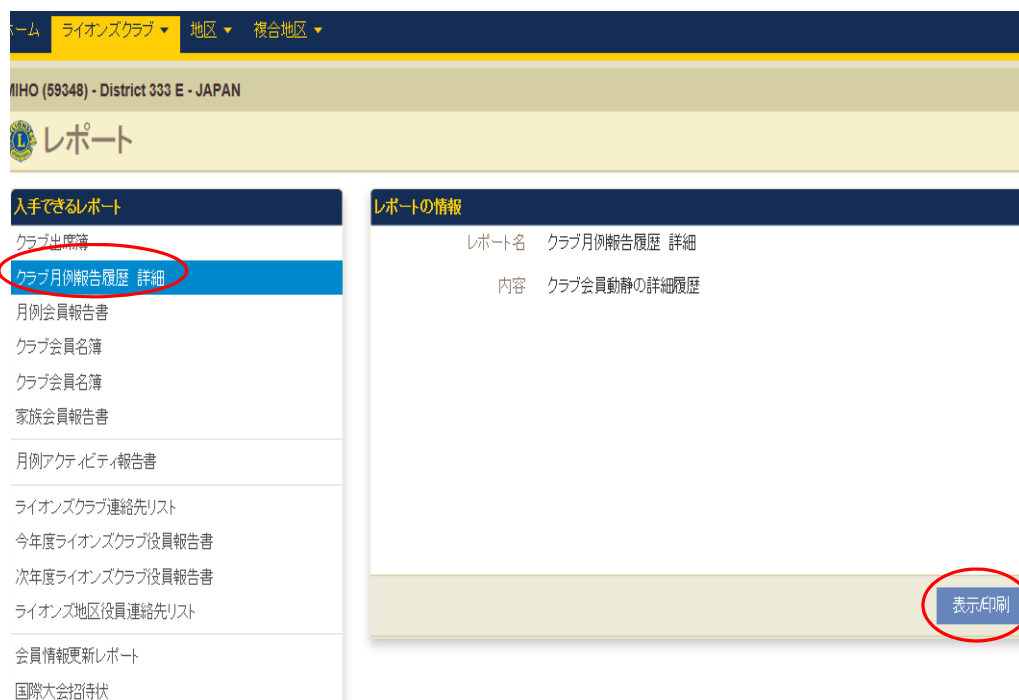 ホーム ライオンズクラブ ▼ 地区 ▼ 複合地区 ▼
MIHO (59348) - District 333 E - JAPAN
レポート
入手できるレポート
クラブ出席簿
クラブ月例報告履歴 詳細
月例会員報告書
クラブ会員名簿
クラブ会員名簿
家族会員報告書
月例アクティビティ報告書
ライオンズクラブ連絡先リスト
今年度ライオンズクラブ役員報告書
次年度ライオンズクラブ役員報告書
ライオンズ地区役員連絡先リスト
会員情報更新レポート
国際大会招待状
レポートの情報
レポート名 クラブ月例報告履歴 詳細
内容 クラブ会員動静の詳細履歴
表示/印刷